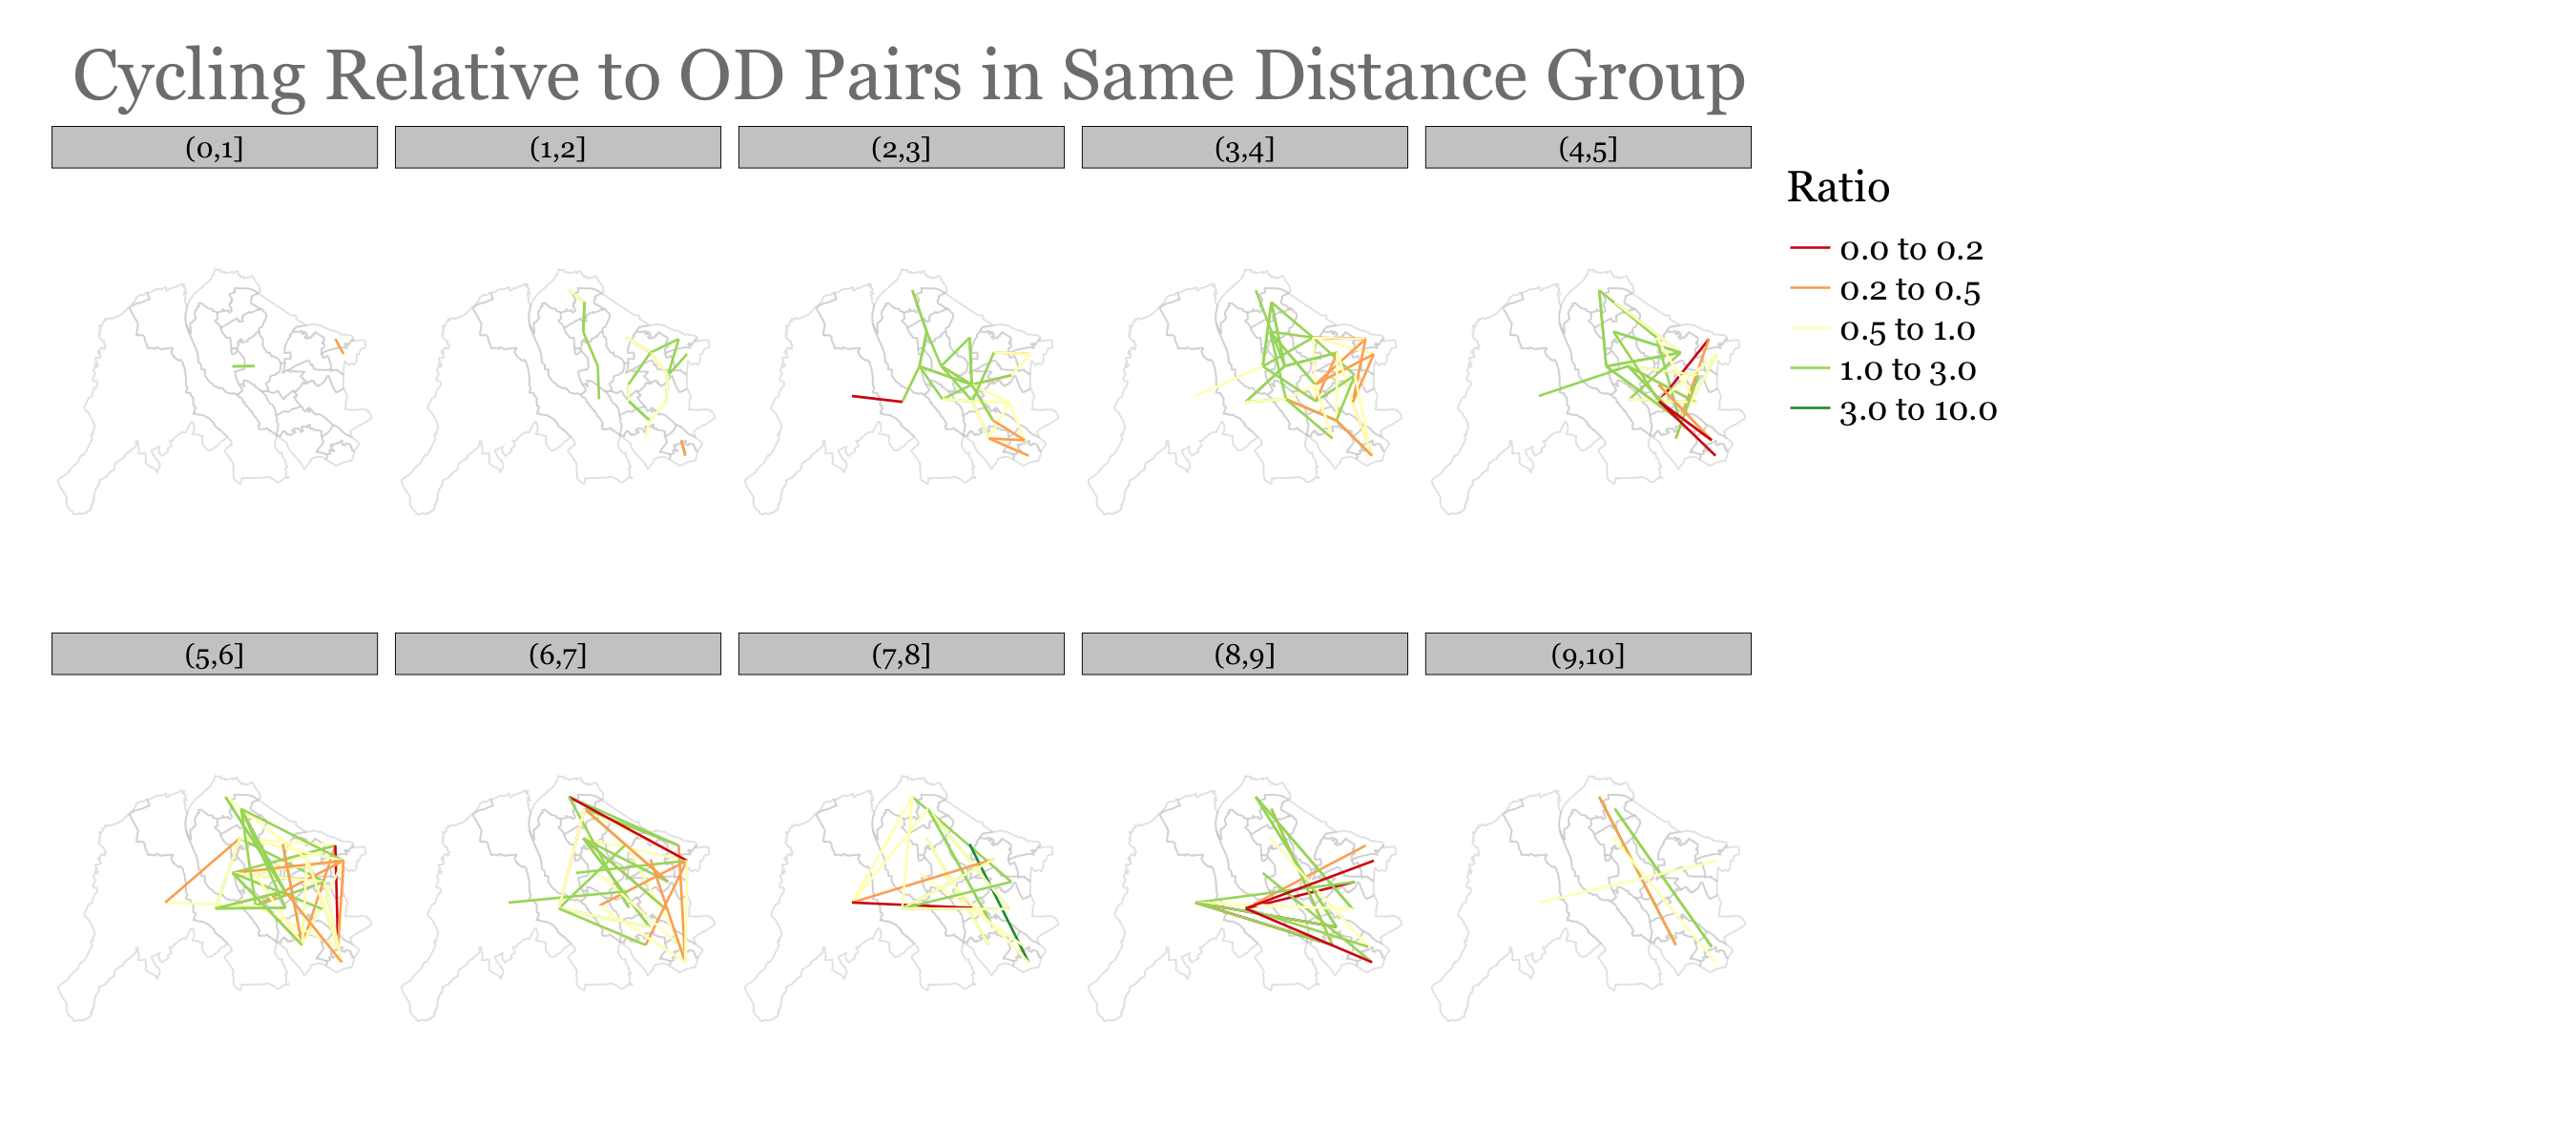 Cycling Relative to OD Pairs in Same Distance Group
(0,1]
(1,2]
(2,3]
(3,4]
(4,5]
Ratio
0.0 to 0.2
0.2 to 0.5
0.5 to 1.0
1.0 to 3.0
3.0 to 10.0
(5,6]
(6,7]
(7,8]
(8,9]
(9,10]